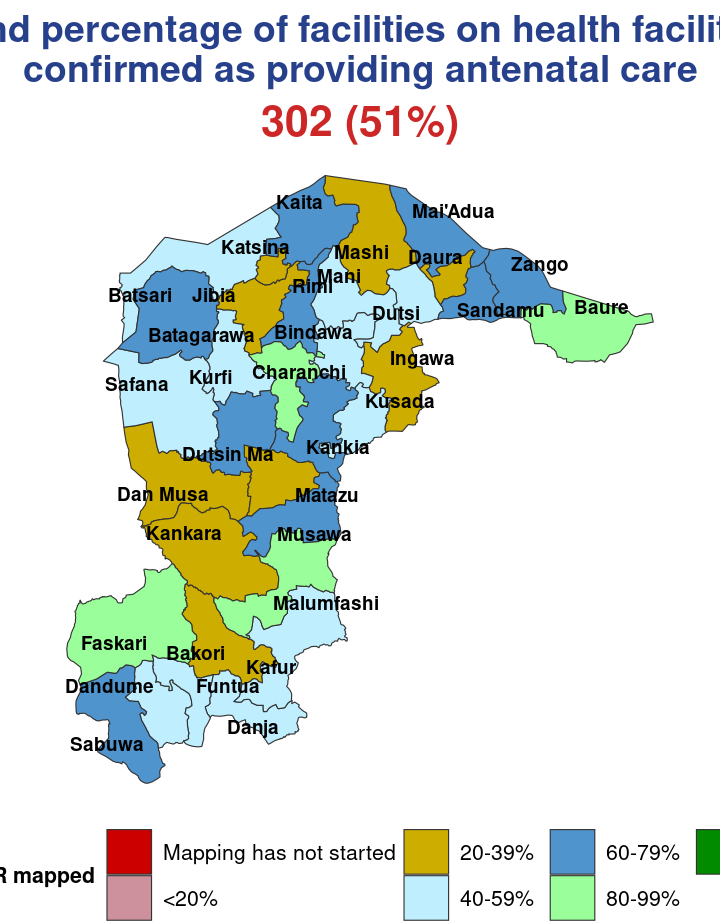 nd percentage of facilities on health facilit
confirmed as providing antenatal care
302 (51%)
Kaita
Mai'Adua
Katsina
Mashi
Daura
Zango
Mani
Rimi
Batsari
Jibia
Dutsi
Sandamu
Baure
Batagarawa
Bindawa
Ingawa
Charanchi
Safana
Kurfi
Kusada
Kankia
Dutsin Ma
Dan Musa
Matazu
Kankara
Musawa
Malumfashi
Faskari
Bakori
Kafur
Dandume
Funtua
Danja
Sabuwa
Mapping has not started
20-39%
60-79%
R mapped
<20%
40-59%
80-99%